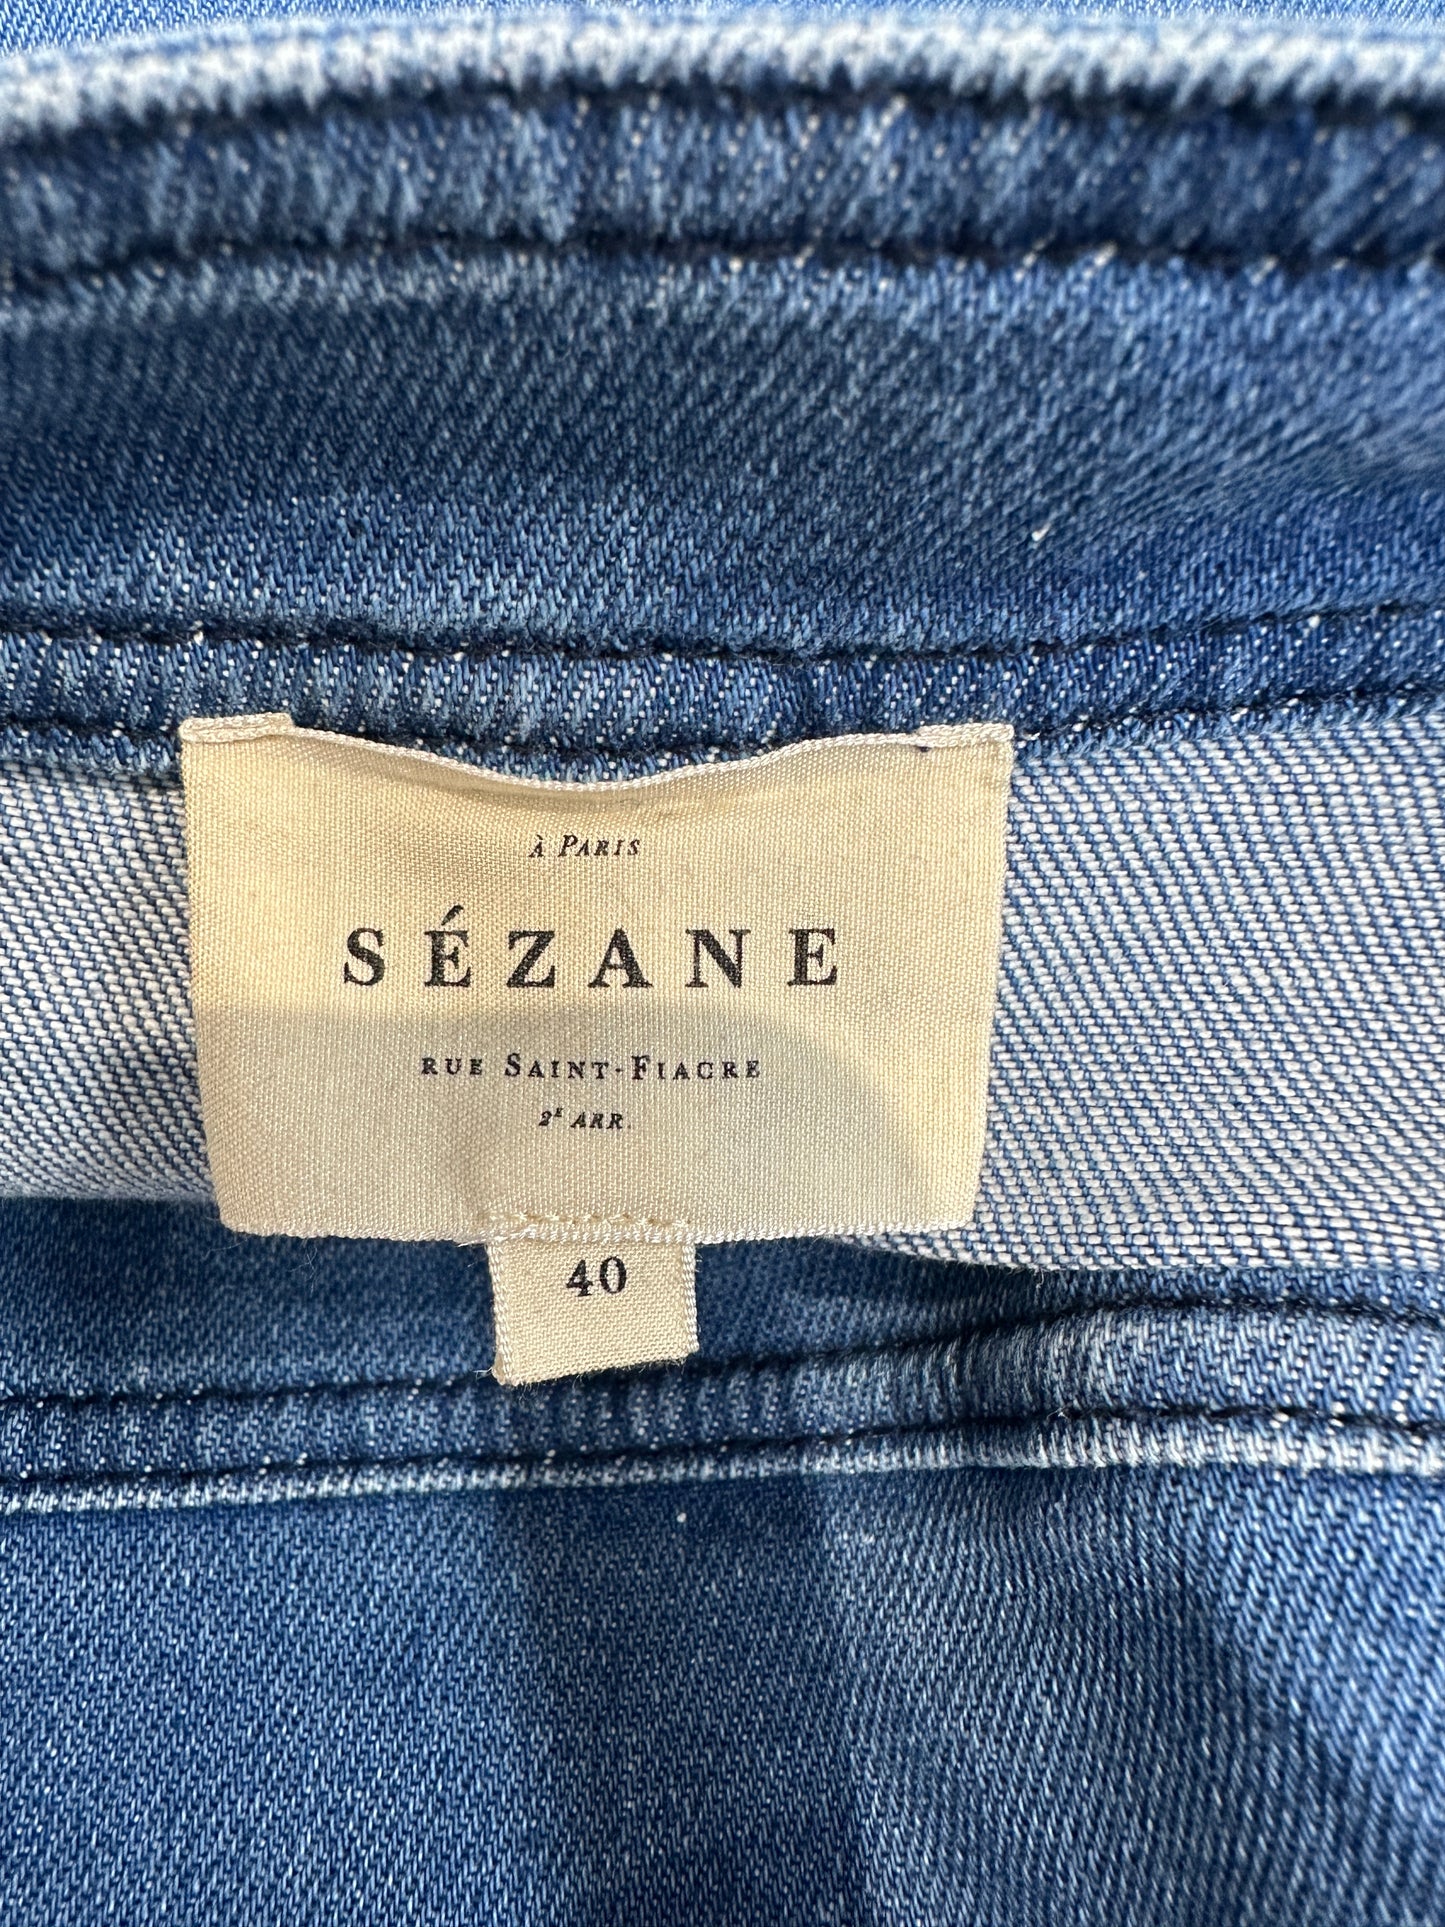 À PARIS
SÉZANE
RUE SAINT-FIACRE
2E ARR.
40